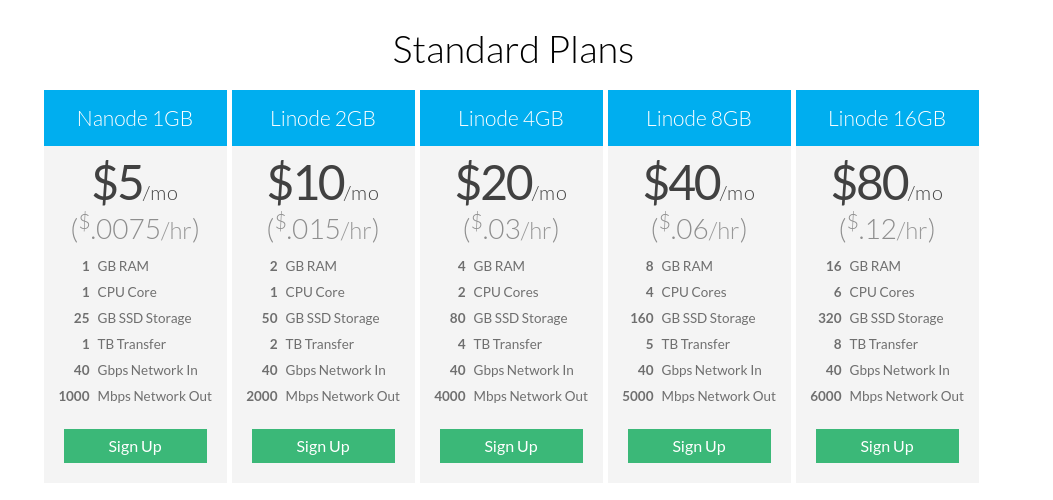 Standard Plans
Nanode 1GB
$5/mo
($.0075/hr)
1 GB RAM
1 CPU Core
25 GB SSD Storage
1 TB Transfer
40 Gbps Network In
1000 Mbps Network Out
Sign Up
Linode 2GB
$10/mo
($.015/hr)
2 GB RAM
1 CPU Core
50 GB SSD Storage
2 TB Transfer
40 Gbps Network In
2000 Mbps Network Out
Sign Up
Linode 4GB
$20/mo
($.03/hr)
4 GB RAM
2 CPU Cores
80 GB SSD Storage
4 TB Transfer
40 Gbps Network In
4000 Mbps Network Out
Sign Up
Linode 8GB
$40/mo
($.06/hr)
8 GB RAM
4 CPU Cores
160 GB SSD Storage
5 TB Transfer
40 Gbps Network In
5000 Mbps Network Out
Sign Up
Linode 16GB
$80/mo
($.12/hr)
16 GB RAM
6 CPU Cores
320 GB SSD Storage
8 TB Transfer
40 Gbps Network In
6000 Mbps Network Out
Sign Up